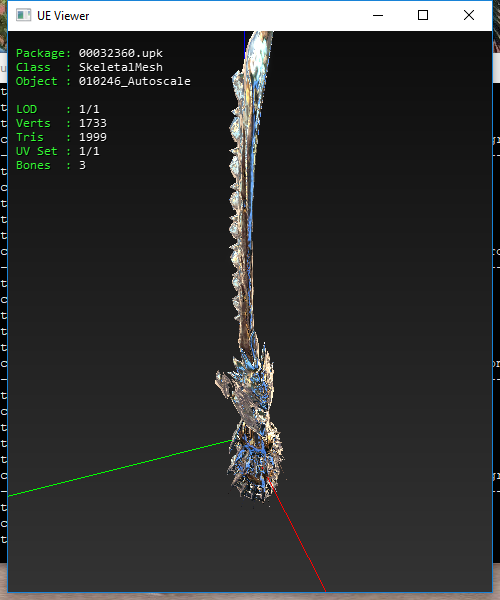 UE Viewer
Package: 00032360.upk
Class : SkeletalMesh
Object : 010246_Autoscale
LOD : 1/1
Verts : 1733
Tris : 1999
UV Set : 1/1
Bones : 3